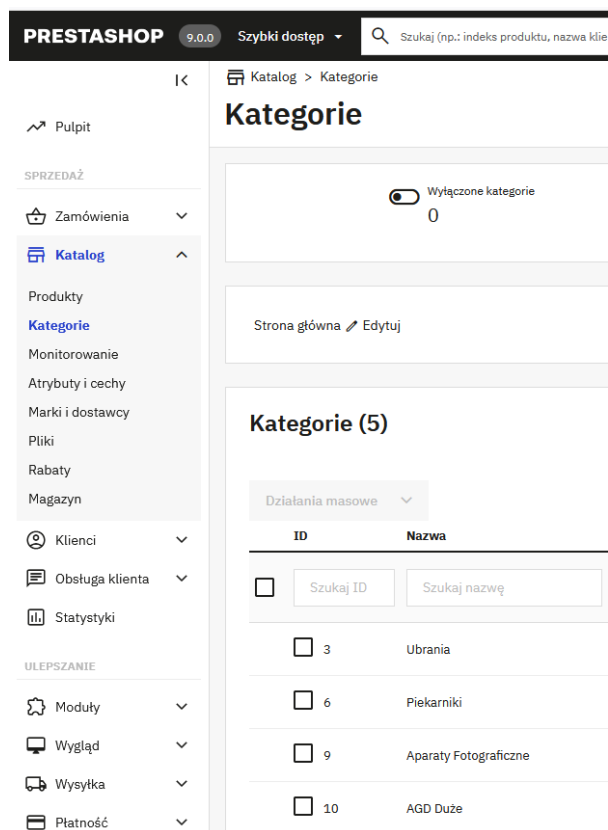 PRESTASHOP 9.0.0 Szybki dostęp Szukaj (np.: indeks produktu, nazwa klie
Pulpit
SPRZEDAŻ
Zamówienia
Katalog
Produkty
Kategorie
Monitorowanie
Atrybuty i cechy
Marki i dostawcy
Pliki
Rabaty
Magazyn
Klienci
Obsługa klienta
Statystyki
ULEPSZANIE
Moduły
Wygląd
Wysyłka
Płatność
Katalog > Kategorie
Kategorie
Wyłączone kategorie
0
Strona główna Edytuj
Kategorie (5)
Działania masowe
ID Nazwa
Szukaj ID Szukaj nazwę
3 Ubrania
6 Piekarniki
9 Aparaty Fotograficzne
10 AGD Duże